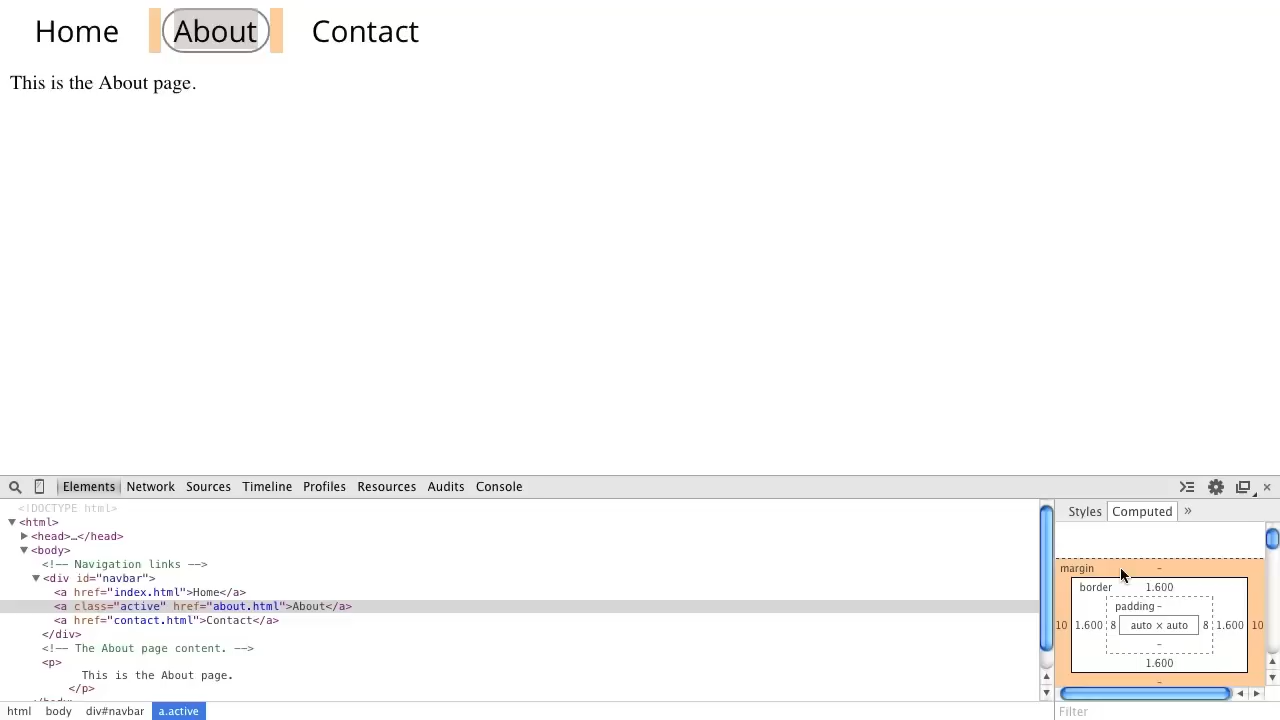 Home About Contact
This is the About page.
Elements Network Sources Timeline Profiles Resources Audits Console
<!DOCTYPE html>
<html>
<head>…</head>
<body>
<!-- Navigation links -->
<div id="navbar">
<a href="index.html">Home</a>
<a class="active" href="about.html">About</a>
<a href="contact.html">Contact</a>
</div>
<!-- The About page content. -->
<p>
This is the About page.
</p>
html body div#navbar a.active
Styles Computed »
margin -
border 1.600
padding -
10 1.600 8 auto × auto 8 1.600 10
-
1.600
-
Filter